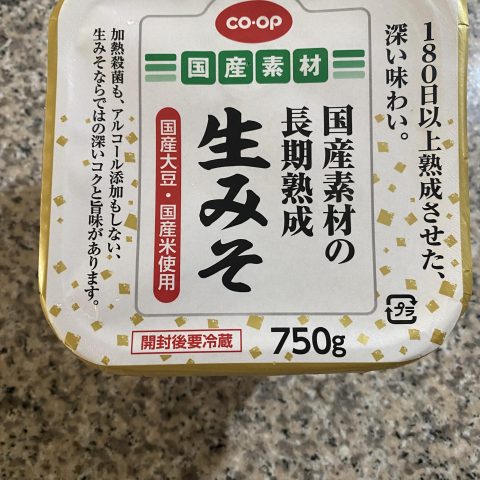 co·op
国産素材
180日以上熟成させた、
深い味わい。
国産素材の
長期熟成
生みそ
国産大豆・国産米使用
加熱殺菌も、アルコール添加もしない、
生みそならではの深いコクと旨味があります。
開封後要冷蔵
750g
プラ